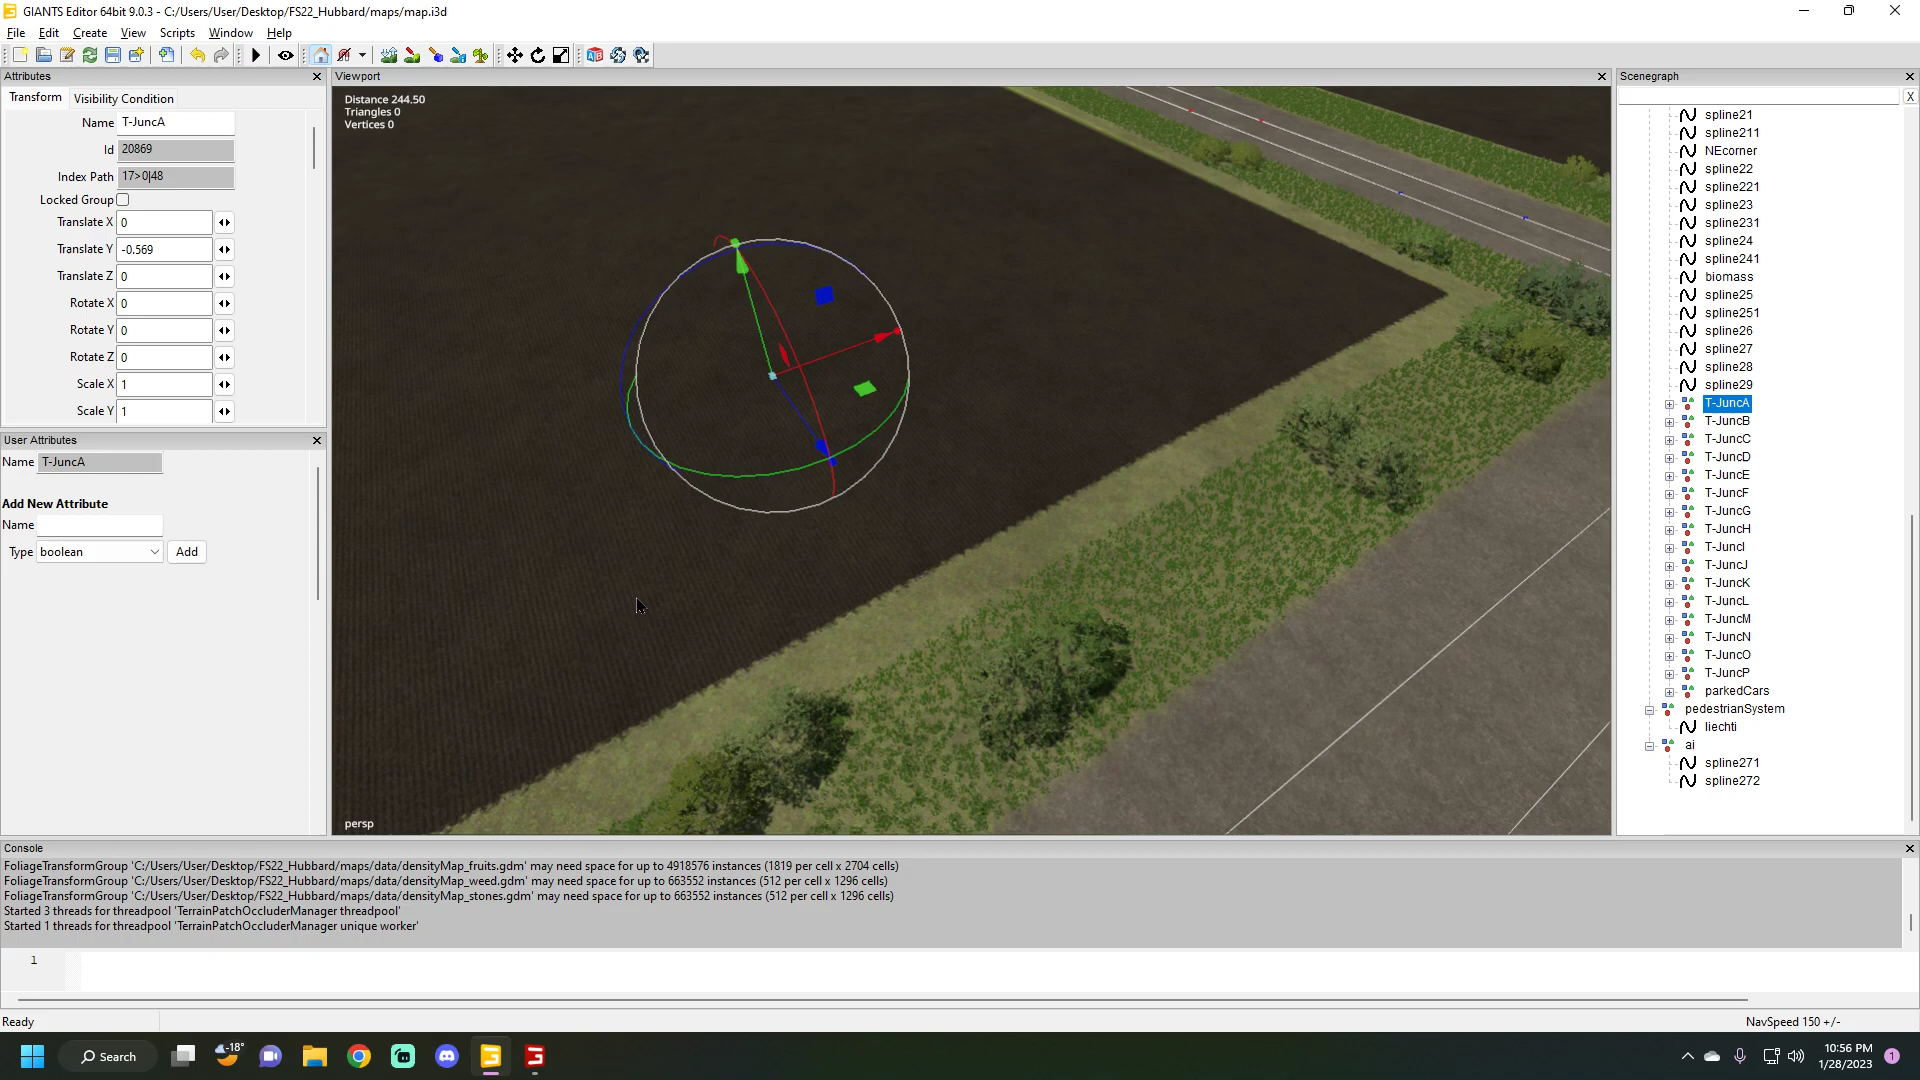 GIANTS Editor 64bit 9.0.3 - C:/Users/User/Desktop/FS22_Hubbard/maps/map.i3d
File Edit Create View Scripts Window Help
Attributes
Transform Visibility Condition
Name T-JuncA
Id 20869
Index Path 17>0|48
Locked Group
Translate X 0
Translate Y -0.569
Translate Z 0
Rotate X 0
Rotate Y 0
Rotate Z 0
Scale X 1
Scale Y 1
User Attributes
Name T-JuncA
Add New Attribute
Name
Type boolean Add
Viewport
Distance 244.50
Triangles 0
Vertices 0
persp
Scenegraph
X
spline21
spline211
NEcorner
spline22
spline221
spline23
spline231
spline24
spline241
biomass
spline25
spline251
spline26
spline27
spline28
spline29
T-JuncA
T-JuncB
T-JuncC
T-JuncD
T-JuncE
T-JuncF
T-JuncG
T-JuncH
T-JuncI
T-JuncJ
T-JuncK
T-JuncL
T-JuncM
T-JuncN
T-JuncO
T-JuncP
parkedCars
pedestrianSystem
liechti
ai
spline271
spline272
Console
FoliageTransformGroup 'C:/Users/User/Desktop/FS22_Hubbard/maps/data/densityMap_fruits.gdm' may need space for up to 4918576 instances (1819 per cell x 2704 cells)
FoliageTransformGroup 'C:/Users/User/Desktop/FS22_Hubbard/maps/data/densityMap_weed.gdm' may need space for up to 663552 instances (512 per cell x 1296 cells)
FoliageTransformGroup 'C:/Users/User/Desktop/FS22_Hubbard/maps/data/densityMap_stones.gdm' may need space for up to 663552 instances (512 per cell x 1296 cells)
Started 3 threads for threadpool 'TerrainPatchOccluderManager threadpool'
Started 1 threads for threadpool 'TerrainPatchOccluderManager unique worker'
1
Ready
NavSpeed 150 +/-
Search
-18°
10:56 PM
1/28/2023
1